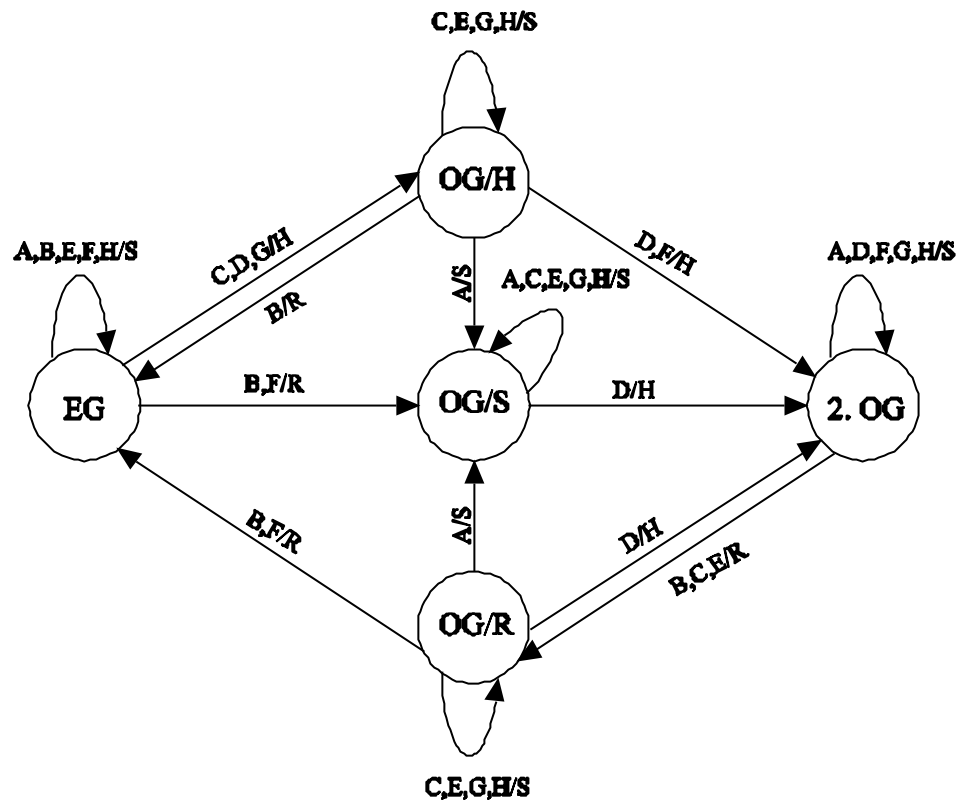 C,E,G,H/S
OG/H
A,B,E,F,H/S
C,D,G/H
B/R
A/S
D,F/H
A,C,E,G,H/S
A,D,F,G,H/S
EG
B,F/R
OG/S
D/H
2. OG
B,F/R
A/S
D/H
B,C,E/R
OG/R
C,E,G,H/S